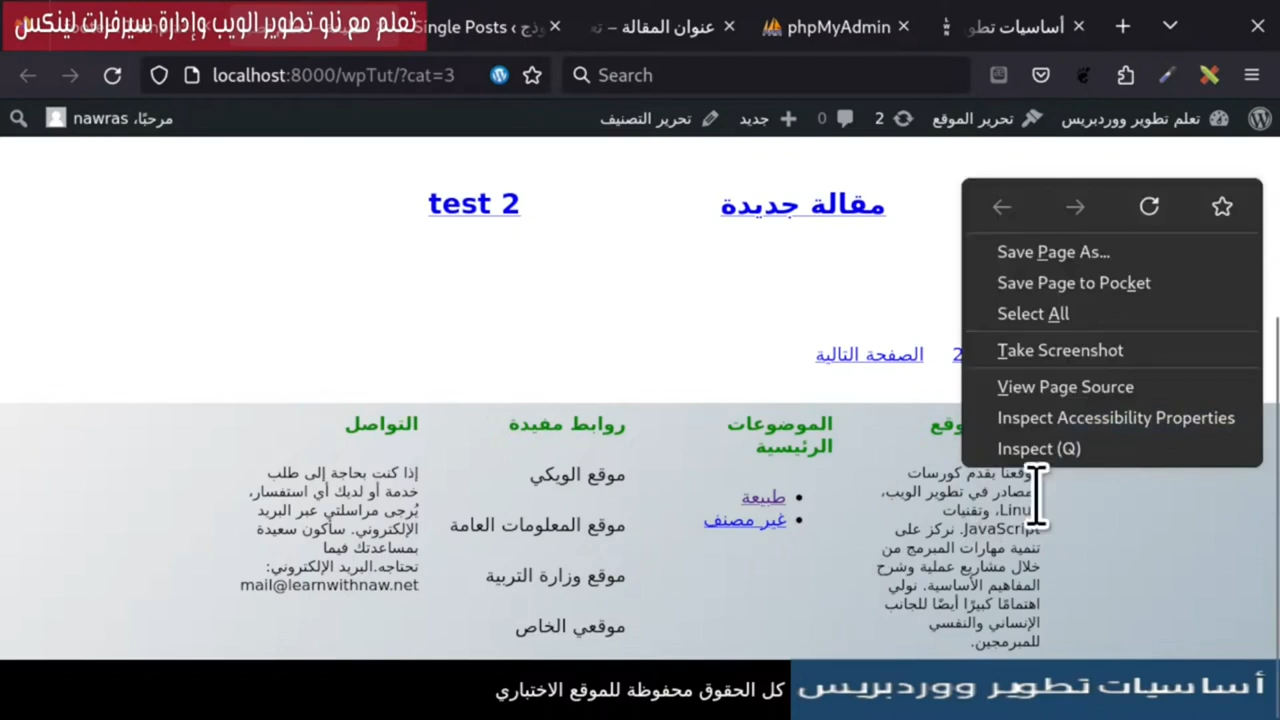 تعلم مع ناو تطوير الويب وإدارة سيرفرات لينكس
Single Posts ‹
عنوان المقالة –
phpMyAdmin
أساسيات تطو
localhost:8000/wpTut/?cat=3
Search
تعلم تطوير ووردبريس
تحرير الموقع
2
0
جديد
تحرير التصنيف
مرحبًا، nawras
مقالة جديدة
test 2
2
الصفحة التالية
Save Page As...
Save Page to Pocket
Select All
Take Screenshot
View Page Source
Inspect Accessibility Properties
Inspect (Q)
الموضوعات
الرئيسية
طبيعة
غير مصنف
روابط مفيدة
موقع الويكي
موقع المعلومات العامة
موقع وزارة التربية
موقعي الخاص
التواصل
إذا كنت بحاجة إلى طلب
خدمة أو لديك أي استفسار،
يُرجى مراسلتي عبر البريد
الإلكتروني. سأكون سعيدة
بمساعدتك فيما
تحتاجه.البريد الإلكتروني:
mail@learnwithnaw.net
يقدم كورسات
في تطوير الويب،
وتقنيات
JavaScript. نركز على
تنمية مهارات المبرمج من
خلال مشاريع عملية وشرح
المفاهيم الأساسية. نولي
اهتمامًا كبيرًا أيضًا للجانب
الإنساني والنفسي
للمبرمجين.
كل الحقوق محفوظة للموقع الاختباري
أساسيات تطوير ووردبريس